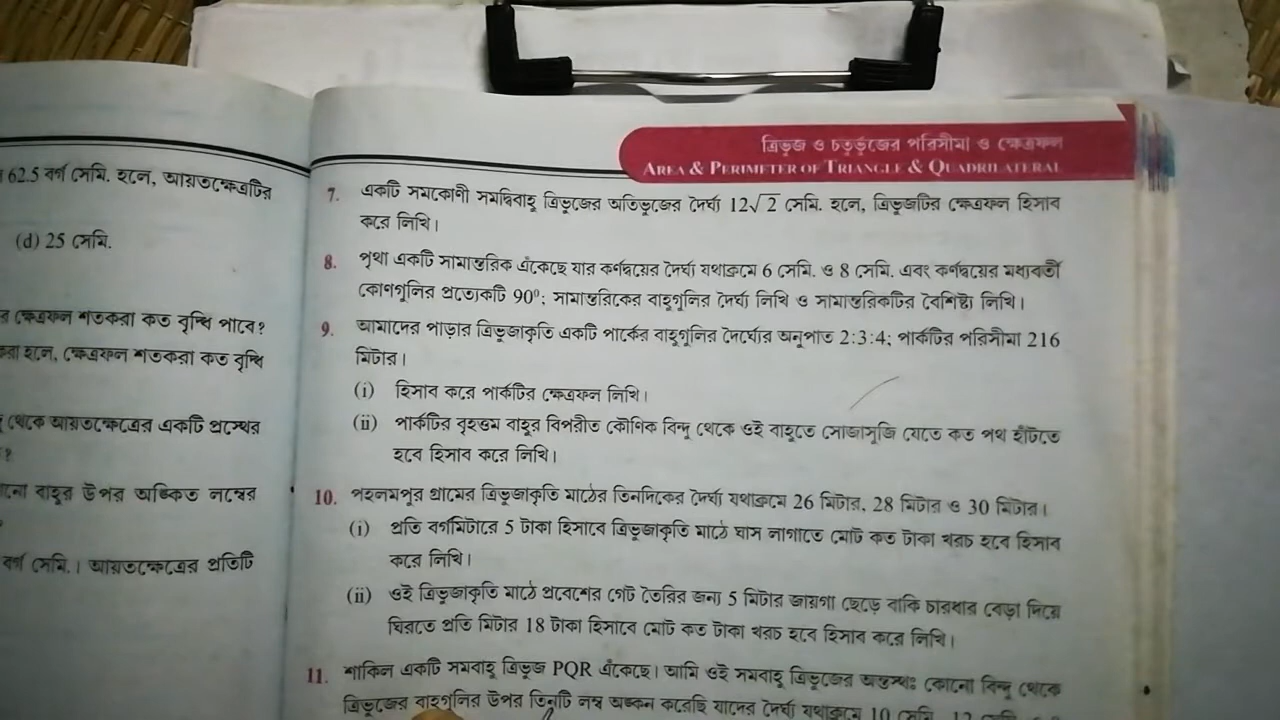 62.5 বর্গ সেমি. হলে, আয়তক্ষেত্রটির
(d) 25 সেমি.
ক্ষেত্রফল শতকরা কত বৃদ্ধি পাবে?
হলে, ক্ষেত্রফল শতকরা কত বৃদ্ধি
থেকে আয়তক্ষেত্রের একটি প্রস্থের
?
বাহুর উপর অঙ্কিত লম্বের
বর্গ সেমি.। আয়তক্ষেত্রের প্রতিটি
ত্রিভুজ ও চতুর্ভুজের পরিসীমা ও ক্ষেত্রফল
AREA & PERIMETER OF TRIANGLE & QUADRILATERAL
7. একটি সমকোণী সমদ্বিবাহু ত্রিভুজের অতিভুজের দৈর্ঘ্য 12√2 সেমি. হলে, ত্রিভুজটির ক্ষেত্রফল হিসাব
করে লিখি।
8. পৃথা একটি সামান্তরিক এঁকেছে যার কর্ণদ্বয়ের দৈর্ঘ্য যথাক্রমে 6 সেমি. ও 8 সেমি. এবং কর্ণদ্বয়ের মধ্যবর্তী
কোণগুলির প্রত্যেকটি 90⁰; সামান্তরিকের বাহুগুলির দৈর্ঘ্য লিখি ও সামান্তরিকটির বৈশিষ্ট্য লিখি।
9. আমাদের পাড়ার ত্রিভুজাকৃতি একটি পার্কের বাহুগুলির দৈর্ঘ্যের অনুপাত 2:3:4; পার্কটির পরিসীমা 216
মিটার।
(i) হিসাব করে পার্কটির ক্ষেত্রফল লিখি।
(ii) পার্কটির বৃহত্তম বাহুর বিপরীত কৌণিক বিন্দু থেকে ওই বাহুতে সোজাসুজি যেতে কত পথ হাঁটতে
হবে হিসাব করে লিখি।
10. পহলমপুর গ্রামের ত্রিভুজাকৃতি মাঠের তিনদিকের দৈর্ঘ্য যথাক্রমে 26 মিটার, 28 মিটার ও 30 মিটার।
(i) প্রতি বর্গমিটারে 5 টাকা হিসাবে ত্রিভুজাকৃতি মাঠে ঘাস লাগাতে মোট কত টাকা খরচ হবে হিসাব
করে লিখি।
(ii) ওই ত্রিভুজাকৃতি মাঠে প্রবেশের গেট তৈরির জন্য 5 মিটার জায়গা ছেড়ে বাকি চারধার বেড়া দিয়ে
ঘিরতে প্রতি মিটার 18 টাকা হিসাবে মোট কত টাকা খরচ হবে হিসাব করে লিখি।
11. শাকিল একটি সমবাহু ত্রিভুজ PQR এঁকেছে। আমি ওই সমবাহু ত্রিভুজের অন্তস্থঃ কোনো বিন্দু থেকে
ত্রিভুজের বাহুগুলির উপর তিনটি লম্ব অঙ্কন করেছি যাদের দৈর্ঘ্য যথাক্রমে 10 সেমি, 12